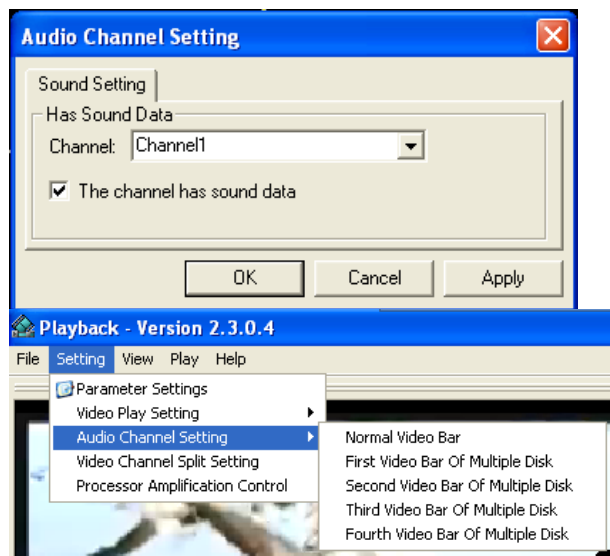 Audio Channel Setting
Sound Setting
Has Sound Data
Channel: Channel1
The channel has sound data
OK Cancel Apply
Playback - Version 2.3.0.4
File Setting View Play Help
Parameter Settings
Video Play Setting
Audio Channel Setting
Video Channel Split Setting
Processor Amplification Control
Normal Video Bar
First Video Bar Of Multiple Disk
Second Video Bar Of Multiple Disk
Third Video Bar Of Multiple Disk
Fourth Video Bar Of Multiple Disk